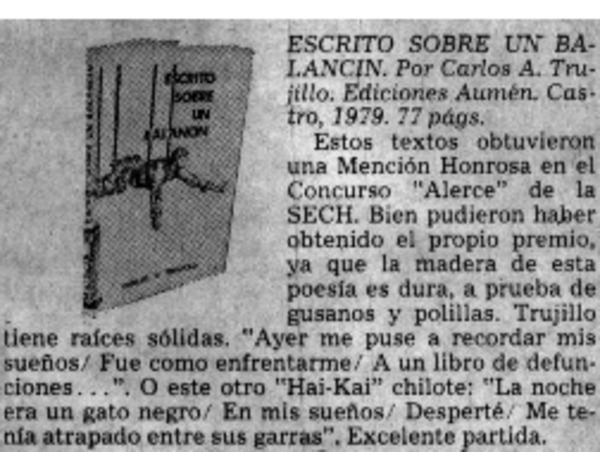 ESCRITO
SOBRE
UN
BALANCIN
ESCRITO SOBRE UN BA-
LANCIN. Por Carlos A. Tru-
jillo. Ediciones Aumén. Cas-
tro, 1979. 77 págs.
Estos textos obtuvieron
una Mención Honrosa en el
Concurso "Alerce" de la
SECH. Bien pudieron haber
obtenido el propio premio,
ya que la madera de esta
poesía es dura, a prueba de
gusanos y polillas. Trujillo
tiene raíces sólidas. "Ayer me puse a recordar mis
sueños/ Fue como enfrentarme/ A un libro de defun-
ciones...". O este otro "Hai-Kai" chilote: "La noche
era un gato negro/ En mis sueños/ Desperté/ Me te-
nía atrapado entre sus garras". Excelente partida.